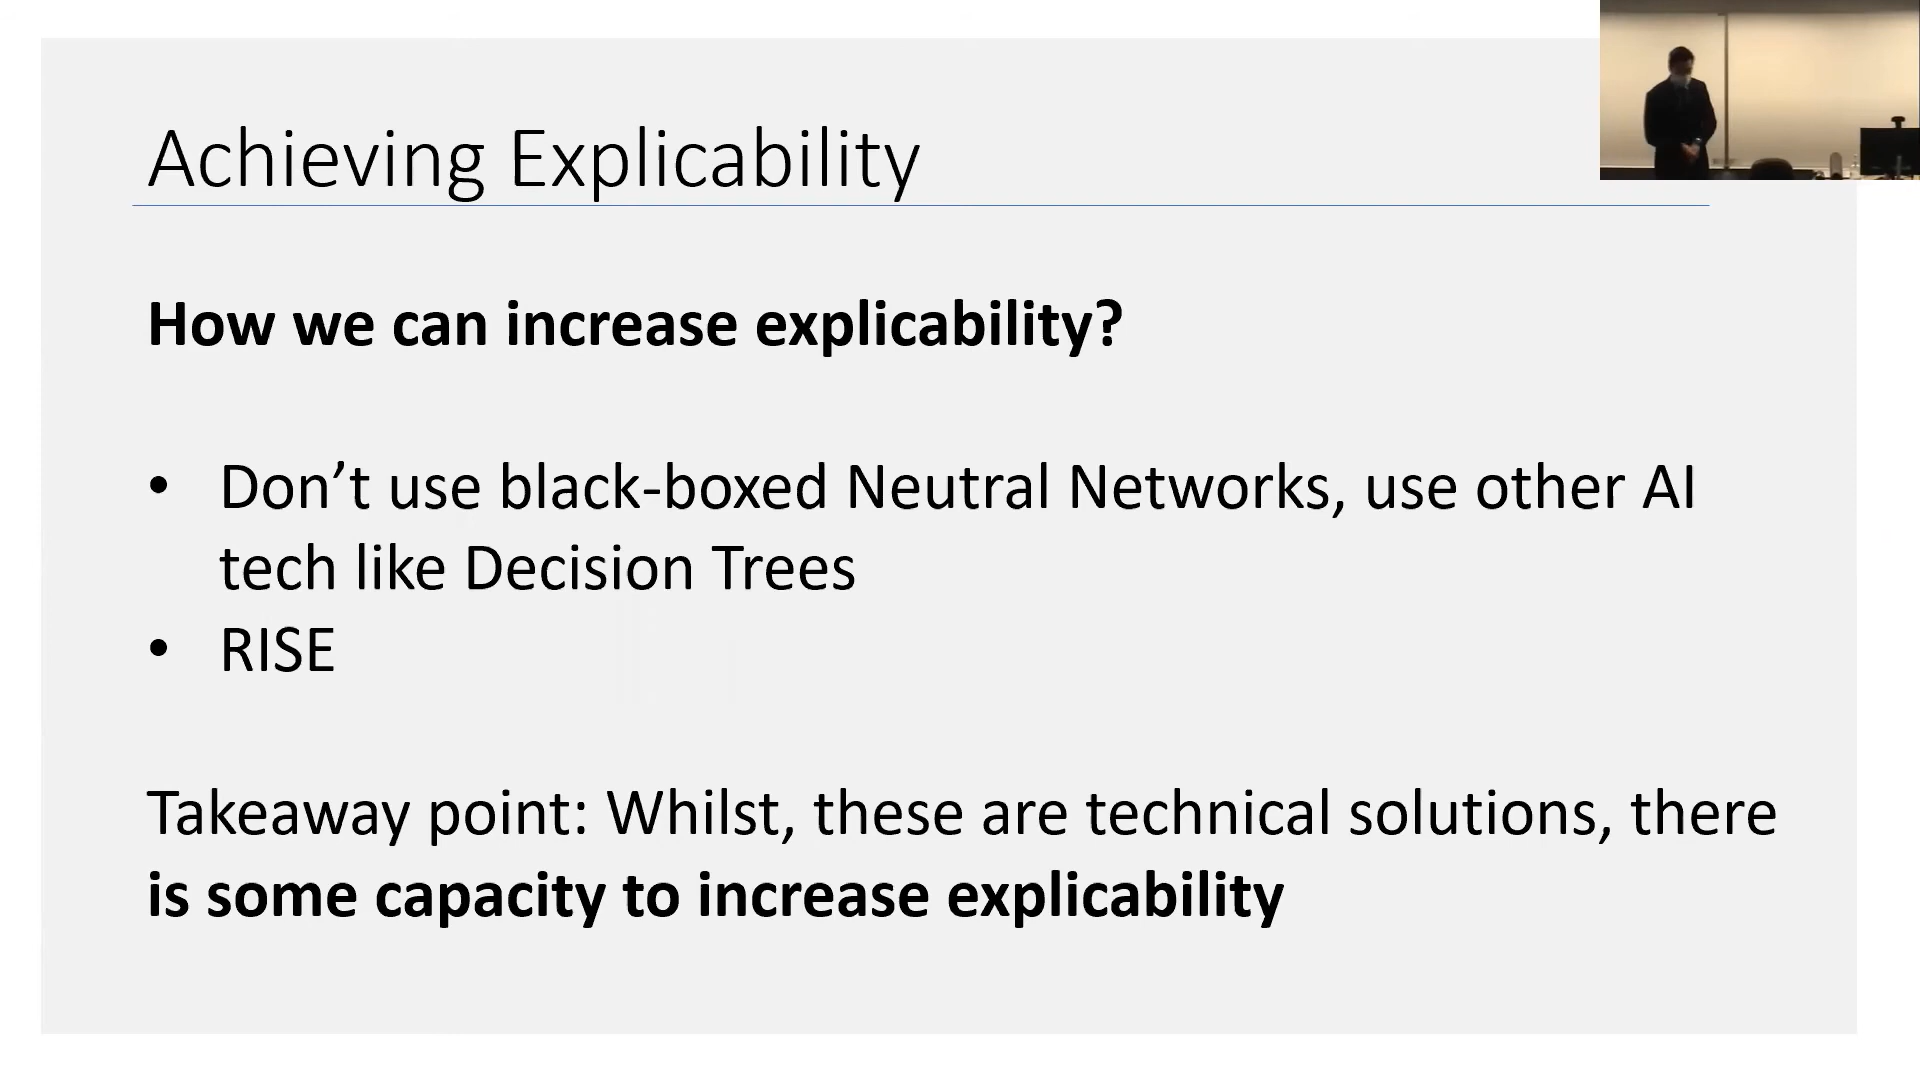 Achieving Explicability
How we can increase explicability?
• Don’t use black-boxed Neutral Networks, use other AI
tech like Decision Trees
• RISE
Takeaway point: Whilst, these are technical solutions, there
is some capacity to increase explicability